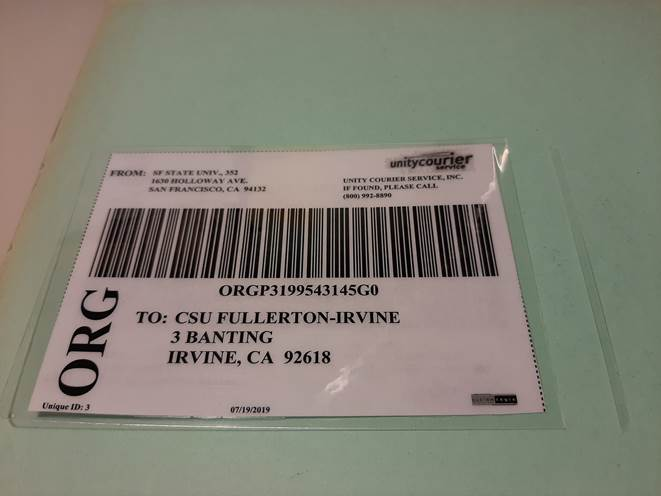 unitycourier
service
FROM: SF STATE UNIV., 352
1630 HOLLOWAY AVE.
SAN FRANCISCO, CA 94132
UNITY COURIER SERVICE, INC.
IF FOUND, PLEASE CALL
(800) 992-8890
ORGP3199543145G0
ORG
TO: CSU FULLERTON-IRVINE
3 BANTING
IRVINE, CA 92618
Unique ID: 3
07/19/2019